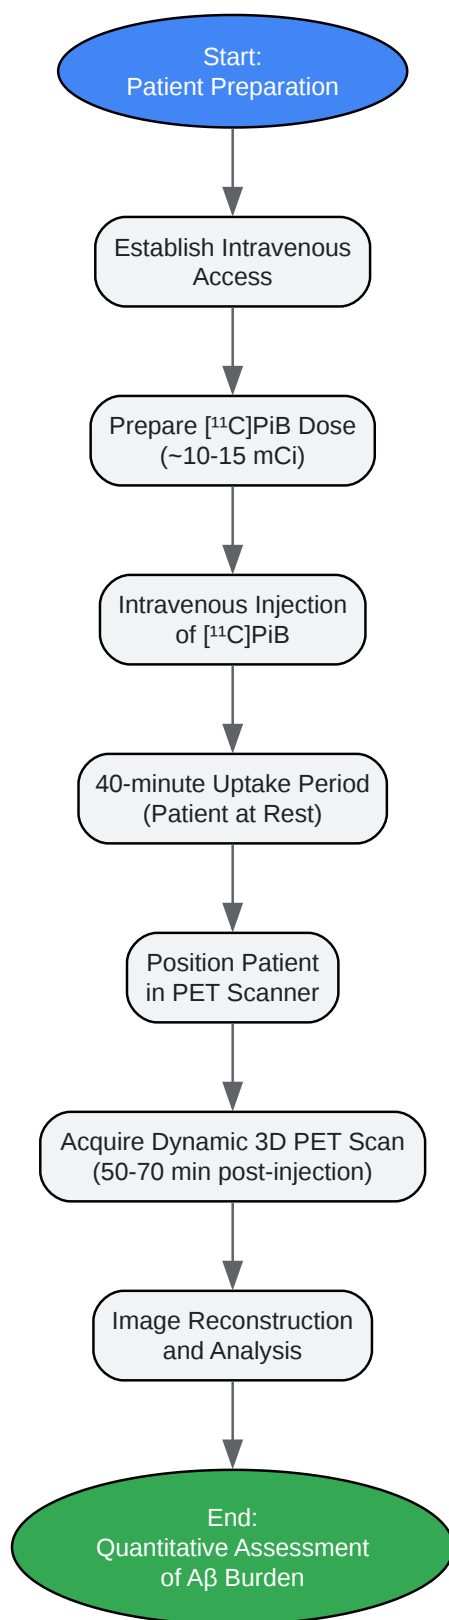 Start:
Patient Preparation
Establish Intravenous
Access
Prepare [¹¹C]PiB Dose
(~10-15 mCi)
Intravenous Injection
of [¹¹C]PiB
40-minute Uptake Period
(Patient at Rest)
Position Patient
in PET Scanner
Acquire Dynamic 3D PET Scan
(50-70 min post-injection)
Image Reconstruction
and Analysis
End:
Quantitative Assessment
of Aβ Burden